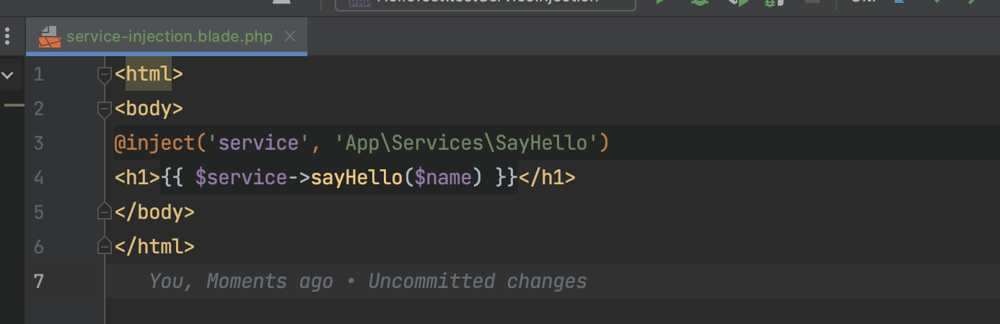 PHP
service-injection.blade.php
1 <html>
2 <body>
3 @inject('service', 'App\Services\SayHello')
4 <h1>{{ $service->sayHello($name) }}</h1>
5 </body>
6 </html>
7 You, Moments ago • Uncommitted changes